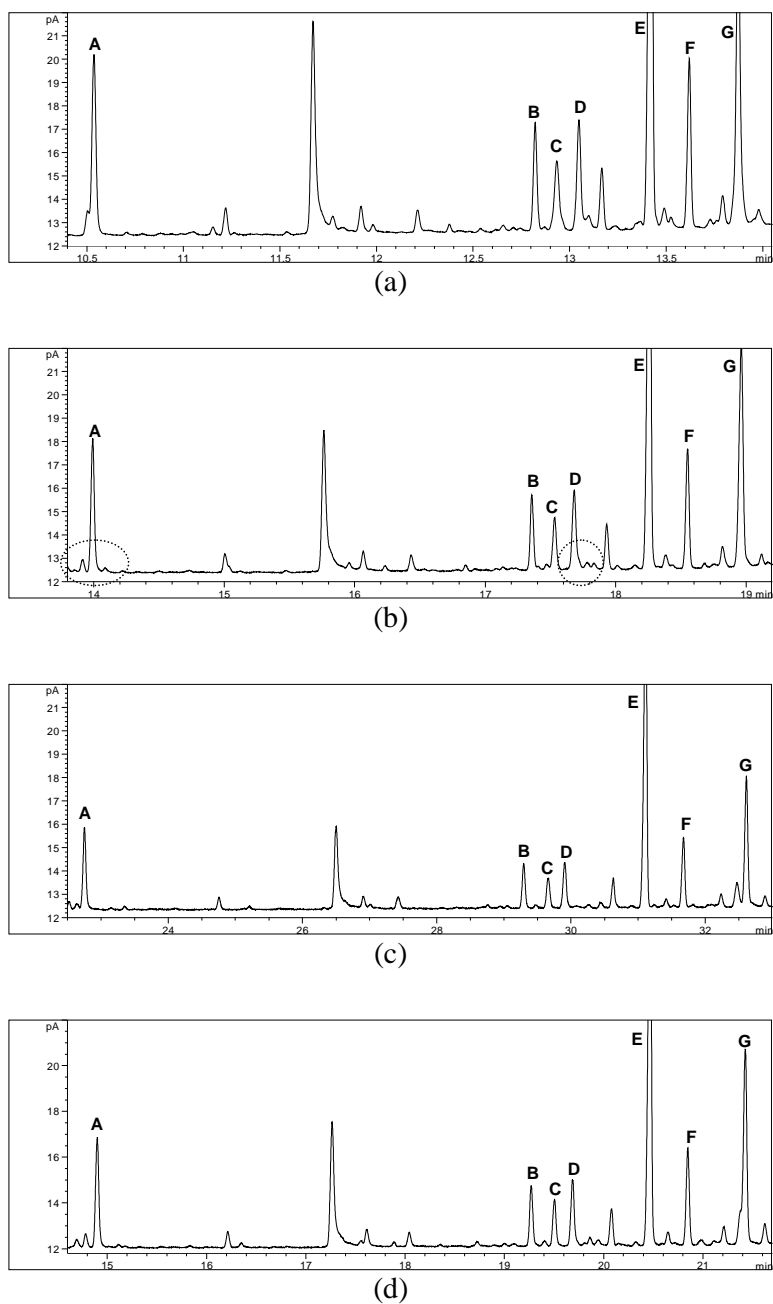 pA
21
20
19
18
17
16
15
14
13
12
A
B
C
D
E
F
G
10.5 11 11.5 12 12.5 13 13.5 min
(a)
pA
21
20
19
18
17
16
15
14
13
12
A
B
C
D
E
F
G
14 15 16 17 18 19 min
(b)
pA
21
20
19
18
17
16
15
14
13
12
A
B
C
D
E
F
G
24 26 28 30 32 min
(c)
pA
20
18
16
14
12
A
B
C
D
E
F
G
15 16 17 18 19 20 21 min
(d)